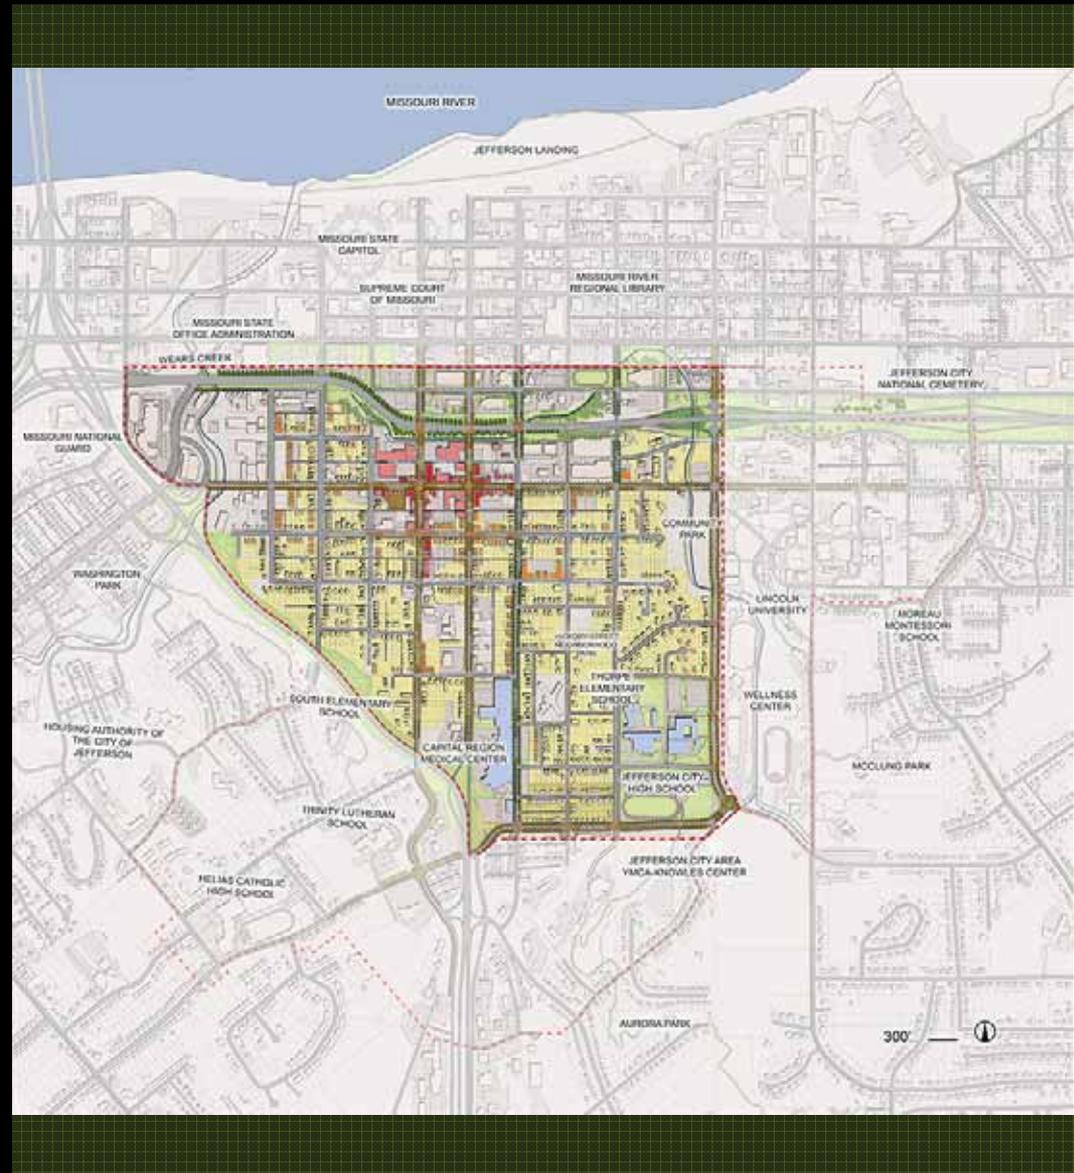 MISSOURI RIVER
JEFFERSON LANDING
MISSOURI STATE
CAPITOL
SUPREME COURT
OF MISSOURI
MISSOURI RIVER
REGIONAL LIBRARY
MISSOURI STATE
OFFICE ADMINISTRATION
WEARS CREEK
JEFFERSON CITY
NATIONAL CEMETERY
MISSOURI NATIONAL
GUARD
COMMUNITY
PARK
WASHINGTON
PARK
LINCOLN
UNIVERSITY
MOREAU
MONTESSORI
SCHOOL
HICKORY STREET
NEIGHBORHOOD
PARK
THORPE
ELEMENTARY
SCHOOL
SOUTH ELEMENTARY
SCHOOL
WELLNESS
CENTER
HOUSING AUTHORITY OF
THE CITY OF
JEFFERSON
CAPITAL REGION
MEDICAL CENTER
MCCLUNG PARK
JEFFERSON CITY
HIGH SCHOOL
TRINITY LUTHERAN
SCHOOL
JEFFERSON CITY AREA
YMCA-KNOWLES CENTER
HELIAS CATHOLIC
HIGH SCHOOL
AURORA PARK
300'